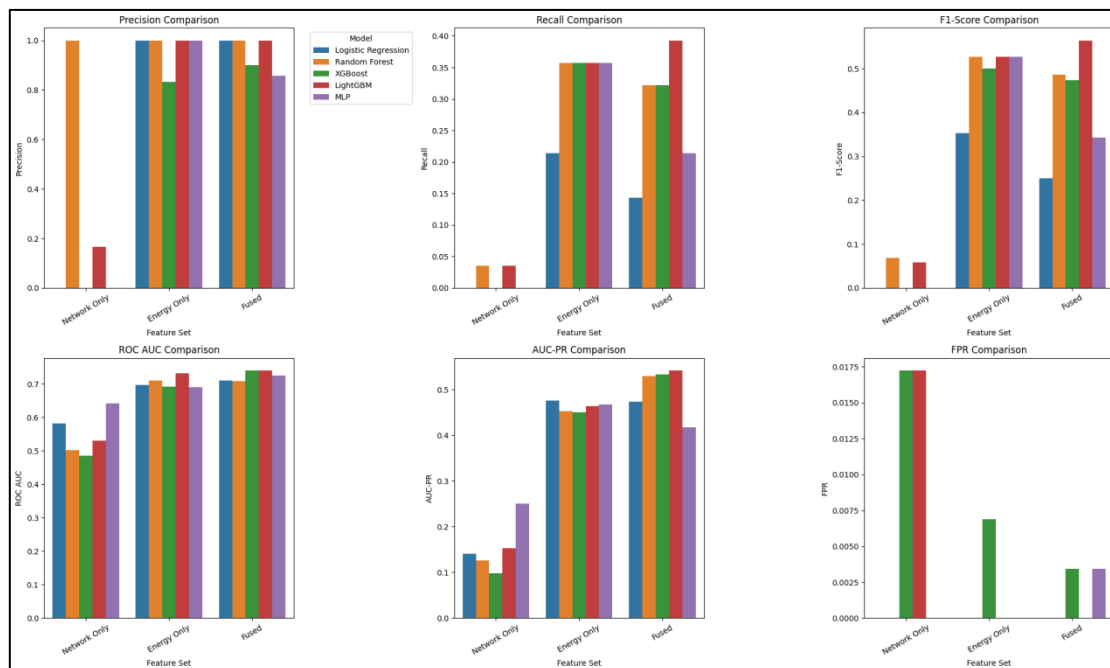 Precision Comparison
1.0
0.8
0.6
0.4
0.2
0.0
Precision
Network Only
Energy Only
Fused
Feature Set
Model
Logistic Regression
Random Forest
XGBoost
LightGBM
MLP
Recall Comparison
0.40
0.35
0.30
0.25
0.20
0.15
0.10
0.05
0.00
Recall
Network Only
Energy Only
Fused
Feature Set
F1-Score Comparison
0.5
0.4
0.3
0.2
0.1
0.0
F1-Score
Network Only
Energy Only
Fused
Feature Set
ROC AUC Comparison
0.7
0.6
0.5
0.4
0.3
0.2
0.1
0.0
ROC AUC
Network Only
Energy Only
Fused
Feature Set
AUC-PR Comparison
0.5
0.4
0.3
0.2
0.1
0.0
AUC-PR
Network Only
Energy Only
Fused
Feature Set
FPR Comparison
0.0175
0.0150
0.0125
0.0100
0.0075
0.0050
0.0025
0.0000
FPR
Network Only
Energy Only
Fused
Feature Set